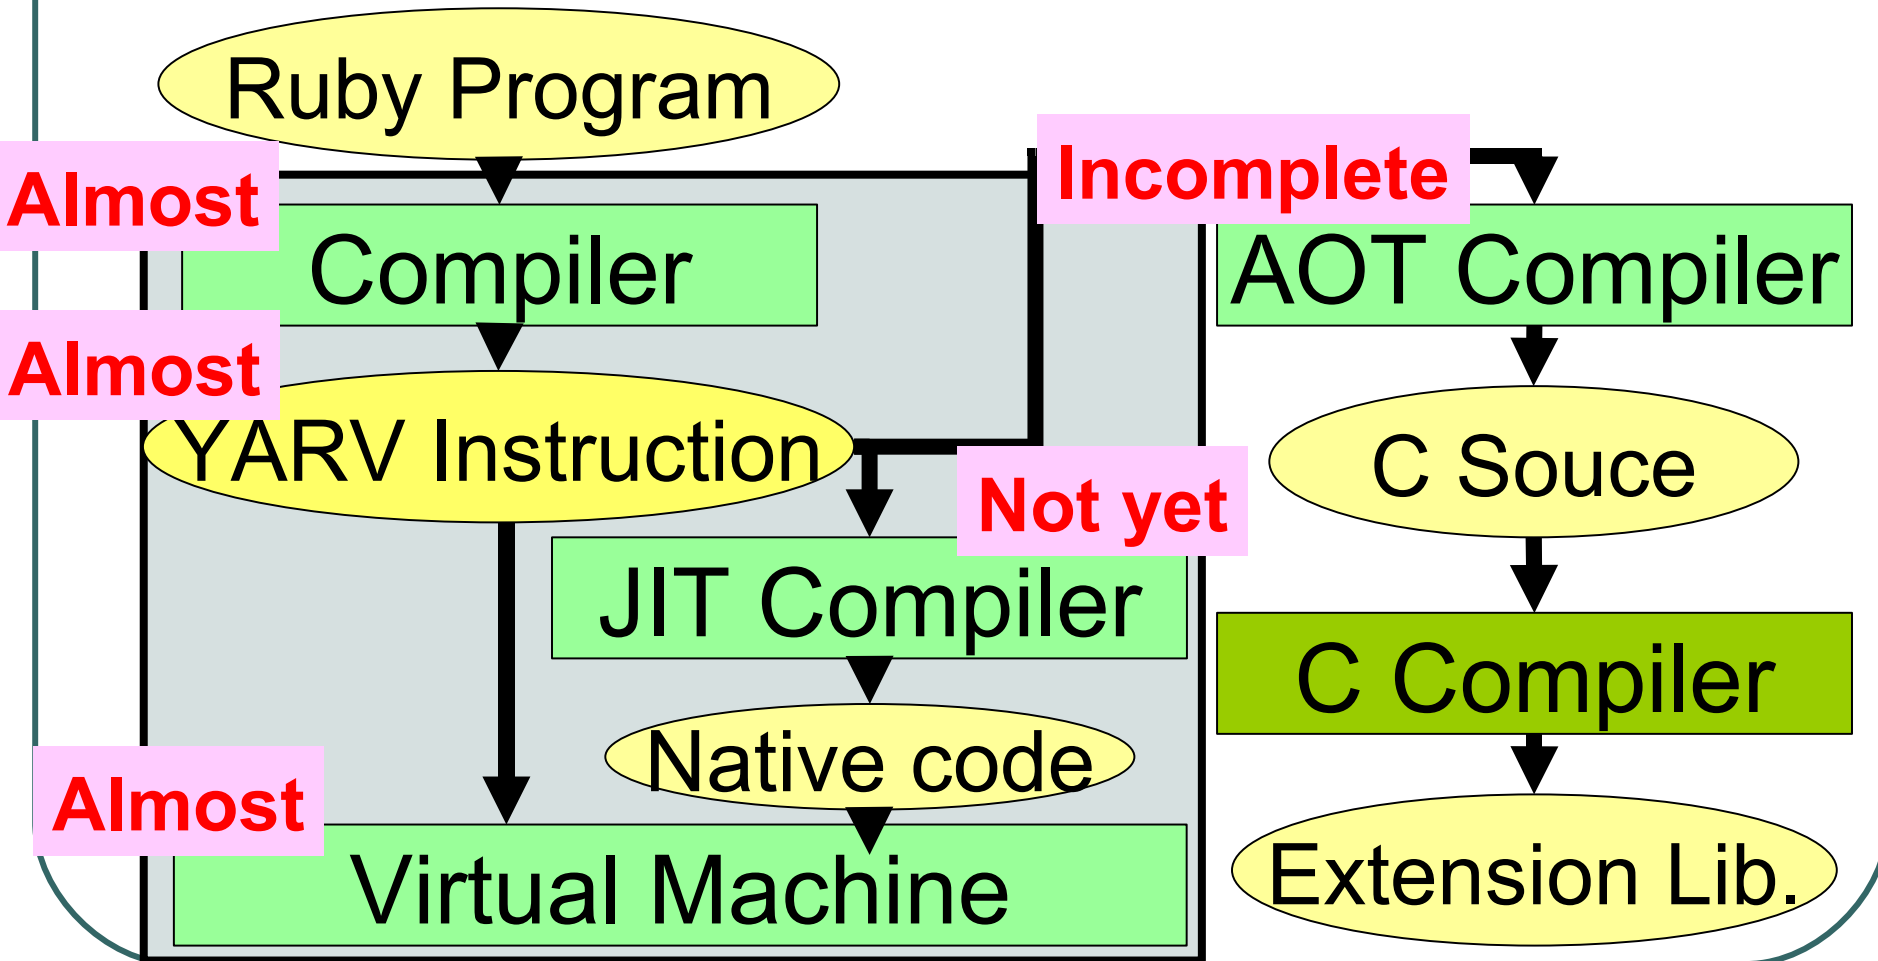 Ruby Program
Almost
Incomplete
Compiler
AOT Compiler
Almost
YARV Instruction
C Souce
Not yet
JIT Compiler
C Compiler
Native code
Almost
Virtual Machine
Extension Lib.